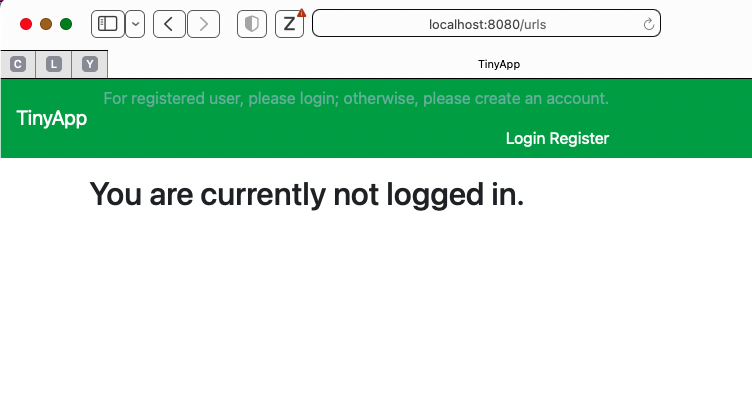 Z
localhost:8080/urls
C L Y
TinyApp
For registered user, please login; otherwise, please create an account.
TinyApp
Login Register
You are currently not logged in.